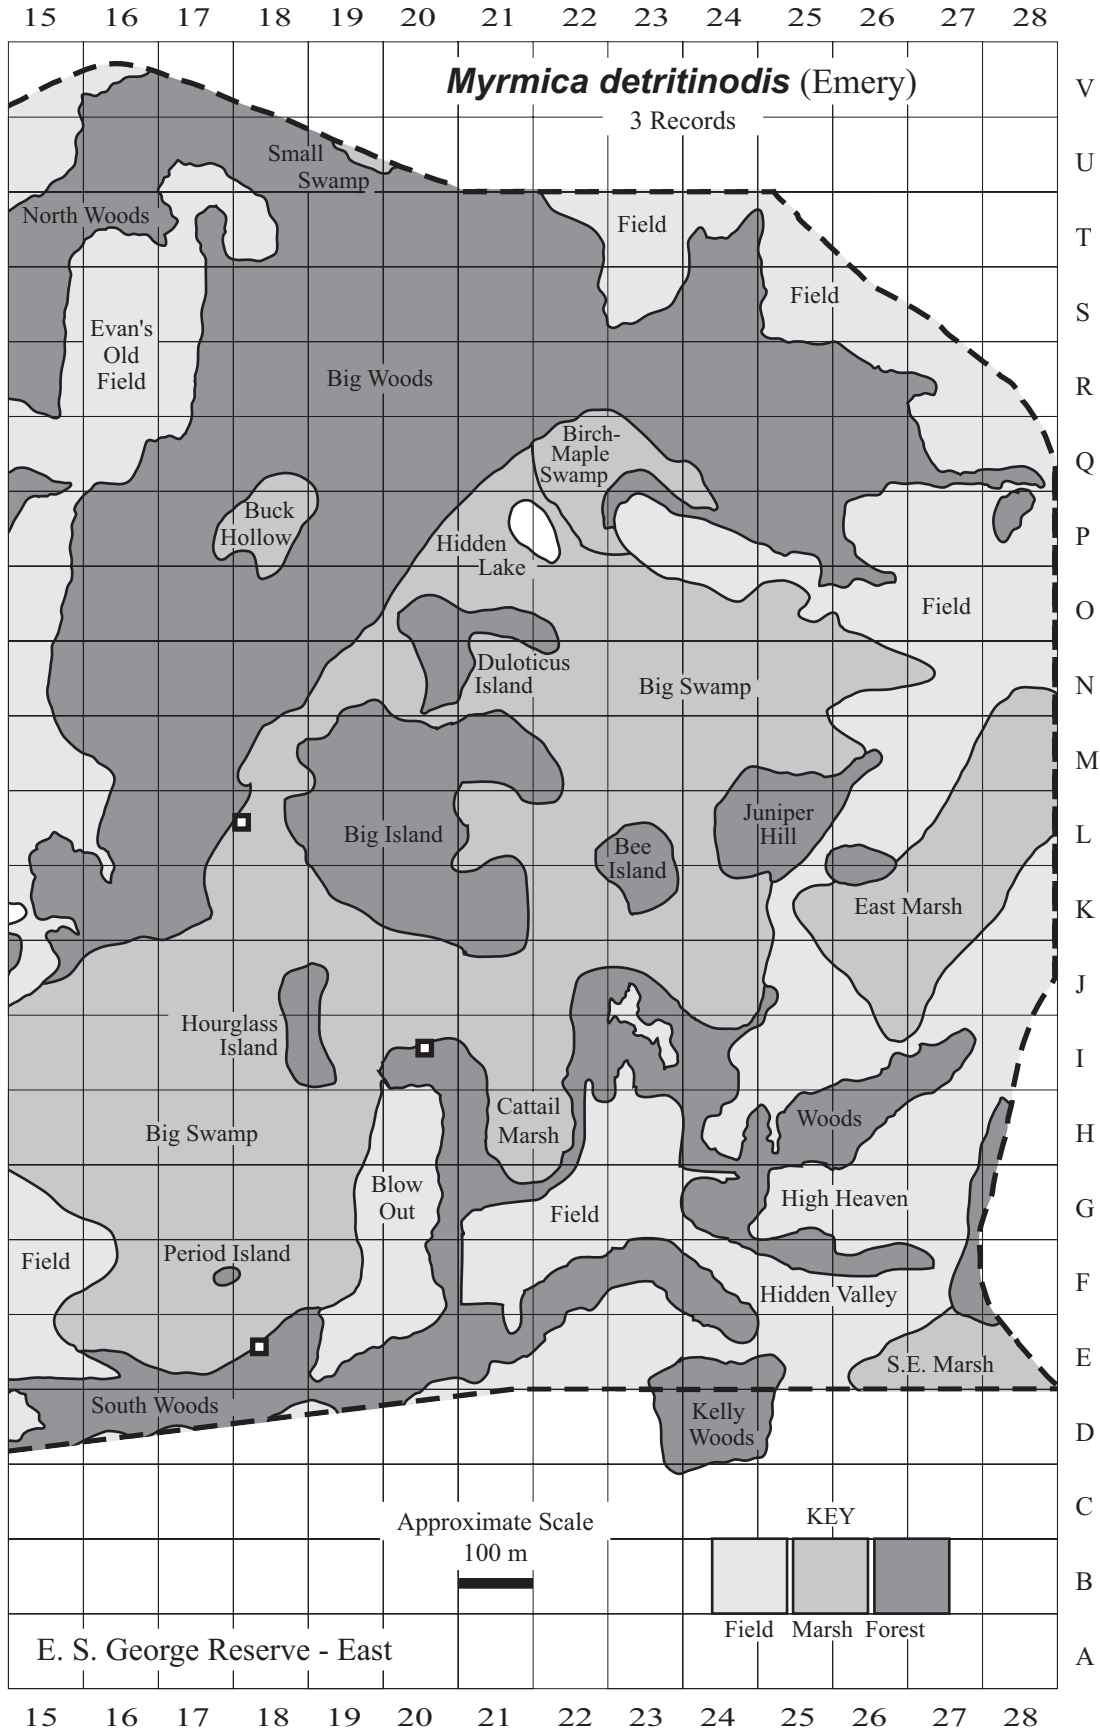 15 16 17 18 19 20 21 22 23 24 25 26 27 28
Myrmica detritinodis (Emery)
3 Records
V
U
T
S
R
Q
P
O
N
M
L
K
J
I
H
G
F
E
D
C
B
A
Small
Swamp
North Woods
Field
Field
Evan's
Old
Field
Big Woods
Birch-
Maple
Swamp
Buck
Hollow
Hidden
Lake
Field
Duloticus
Island
Big Swamp
Big Island
Juniper
Hill
Bee
Island
East Marsh
Hourglass
Island
Cattail
Marsh
Woods
Big Swamp
Blow
Out
Field
High Heaven
Field
Period Island
Hidden Valley
S.E. Marsh
South Woods
Kelly
Woods
Approximate Scale
100 m
KEY
Field Marsh Forest
E. S. George Reserve - East
15 16 17 18 19 20 21 22 23 24 25 26 27 28